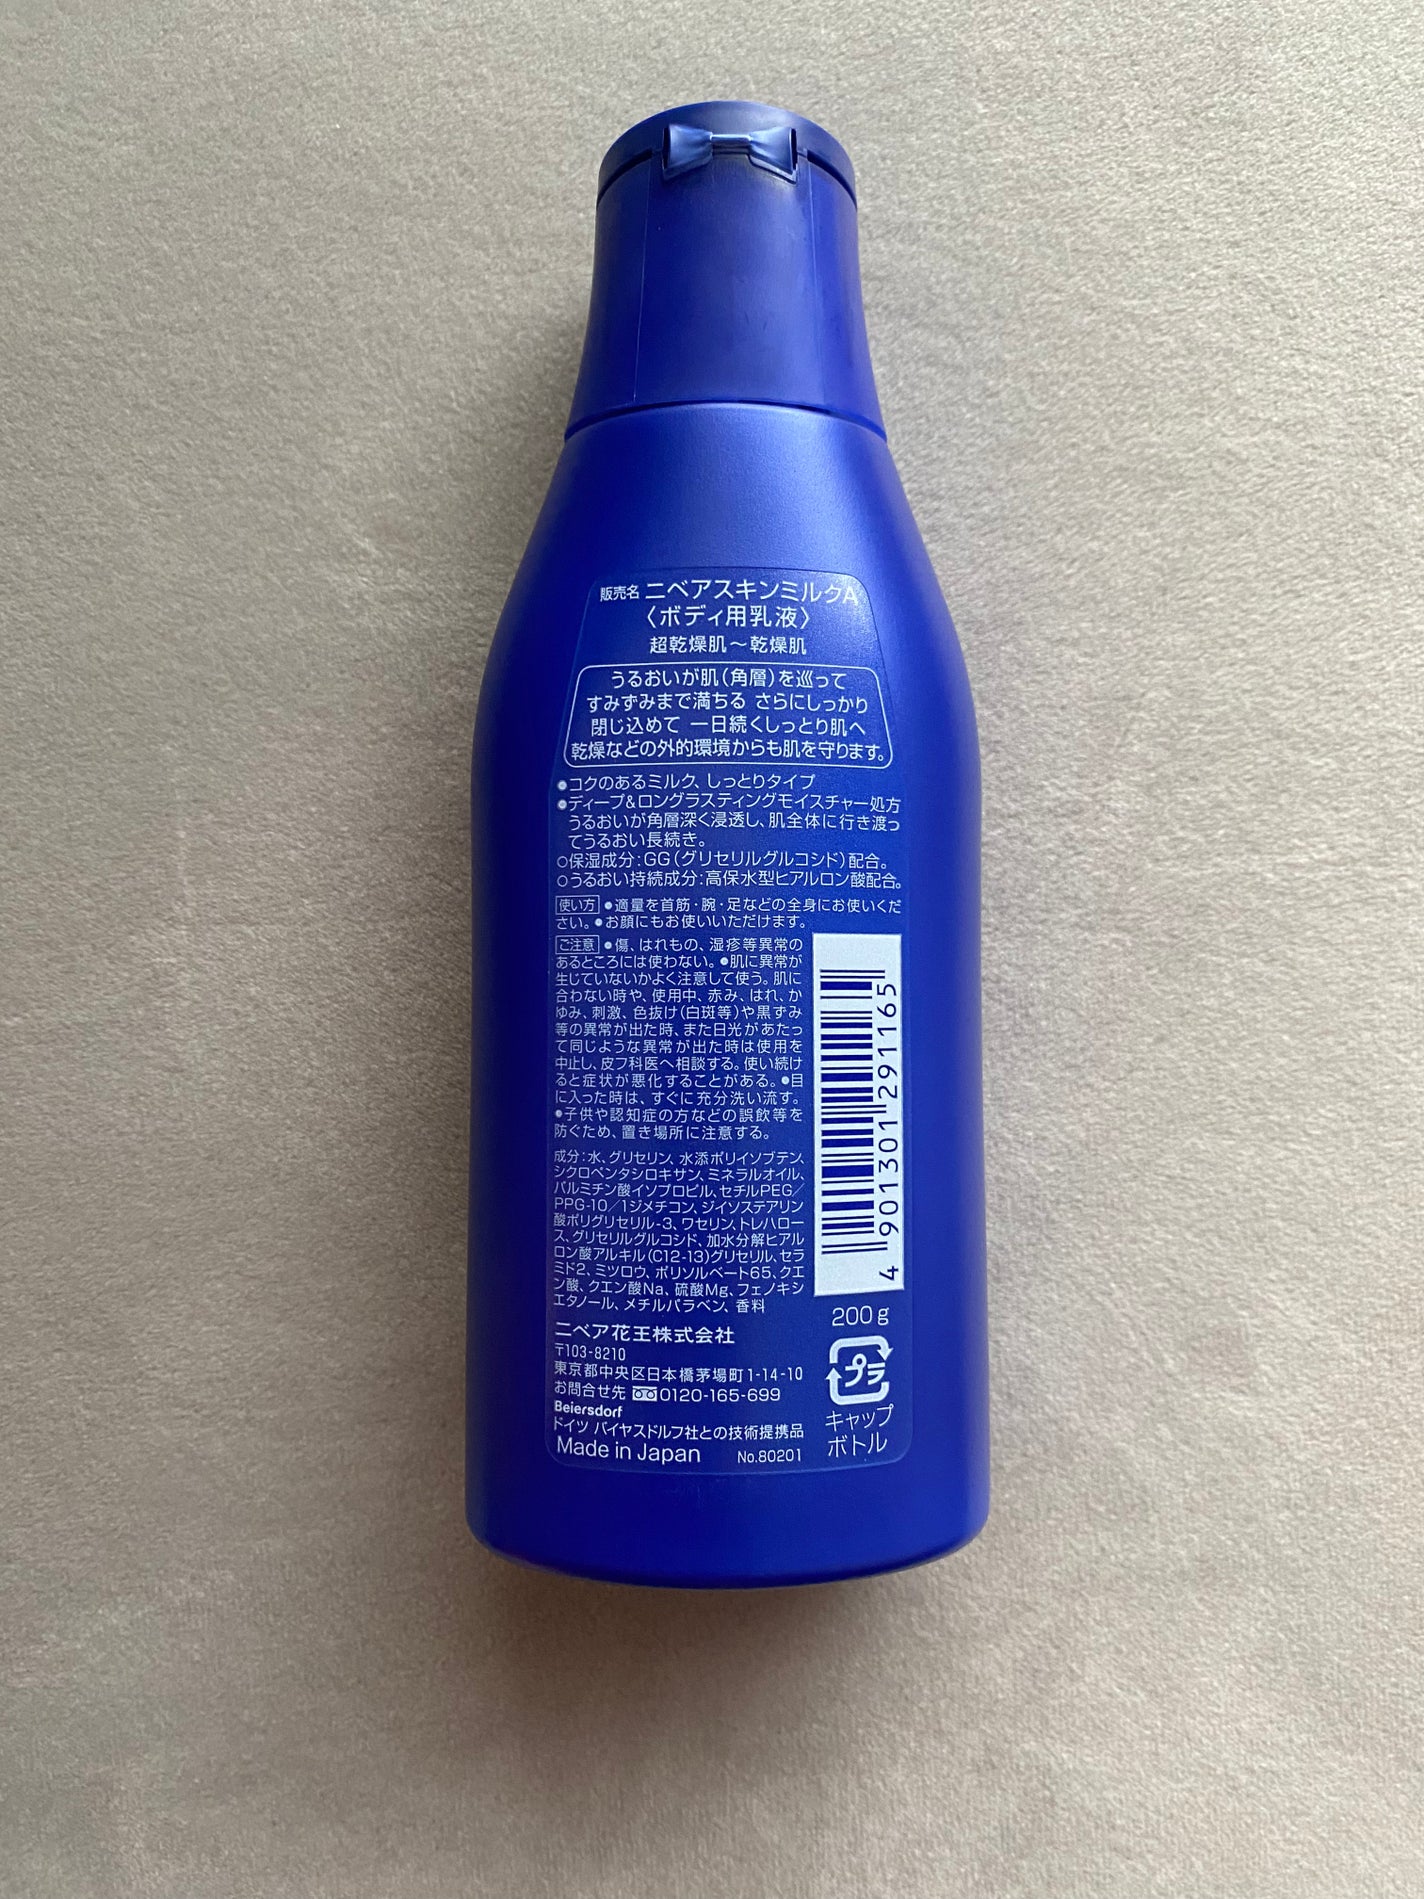 販売名 ニベアスキンミルクA
〈ボディ用乳液〉
超乾燥肌～乾燥肌
うるおいが肌(角層)を巡って
すみずみまで満ちる さらにしっかり
閉じ込めて 一日続くしっとり肌へ
乾燥などの外的環境からも肌を守ります。
●コクのあるミルク、しっとりタイプ
●ディープ&ロングラスティングモイスチャー処方
うるおいが角層深く浸透し、肌全体に行き渡っ
てうるおい長続き。
○保湿成分：GG(グリセリルグルコシド)配合。
○うるおい持続成分：高保水型ヒアルロン酸配合。
使い方 ●適量を首筋・腕・足などの全身にお使いくだ
さい。●お顔にもお使いいただけます。
ご注意 ●傷、はれもの、湿疹等異常の
あるところには使わない。●肌に異常が
生じていないかよく注意して使う。肌に
合わない時や、使用中、赤み、はれ、か
ゆみ、刺激、色抜け(白斑等)や黒ずみ
等の異常が出た時、また日光があたっ
て同じような異常が出た時は使用を
中止し、皮フ科医へ相談する。使い続け
ると症状が悪化することがある。●目
に入った時は、すぐに充分洗い流す。
●子供や認知症の方などの誤飲等を
防ぐため、置き場所に注意する。
成分：水、グリセリン、水添ポリイソブテン、
シクロペンタシロキサン、ミネラルオイル、
パルミチン酸イソプロピル、セチルPEG／
PPG-10／1ジメチコン、ジイソステアリン
酸ポリグリセリル-3、ワセリン、トレハロー
ス、グリセリルグルコシド、加水分解ヒアル
ロン酸アルキル(C12-13)グリセリル、セラ
ミド2、ミツロウ、ポリソルベート65、クエ
ン酸、クエン酸Na、硫酸Mg、フェノキシ
エタノール、メチルパラベン、香料
ニベア花王株式会社
〒103-8210
東京都中央区日本橋茅場町1-14-10
お問合せ先 0120-165-699
Beiersdorf
ドイツ バイヤスドルフ社との技術提携品
Made in Japan No.80201
4 901301 291165
200g
プラ
キャップ
ボトル